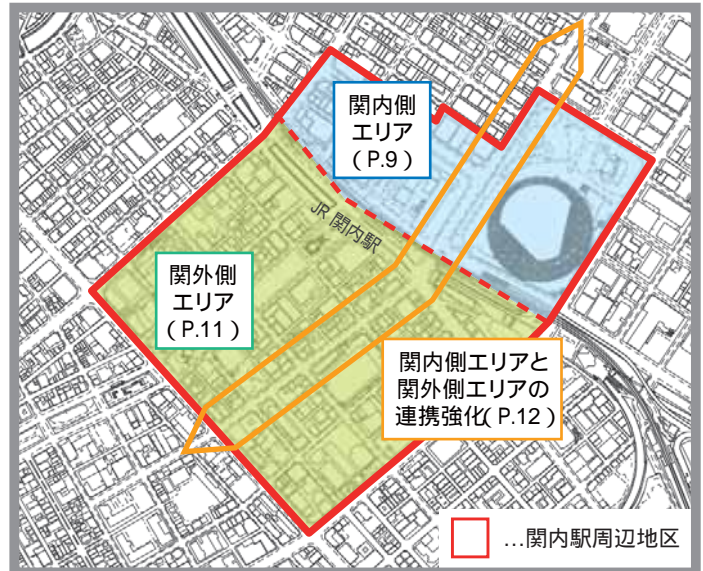 関内側
エリア
（P.9）
JR 関内駅
関外側
エリア
（P.11）
関内側エリアと
関外側エリアの
連携強化（P.12）
…関内駅周辺地区